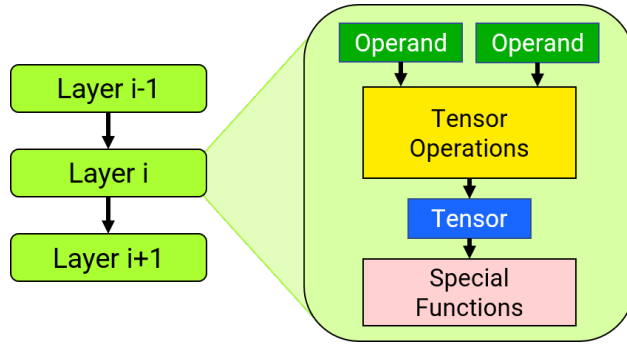 Layer i-1
Layer i
Layer i+1
Operand
Operand
Tensor
Operations
Tensor
Special
Functions